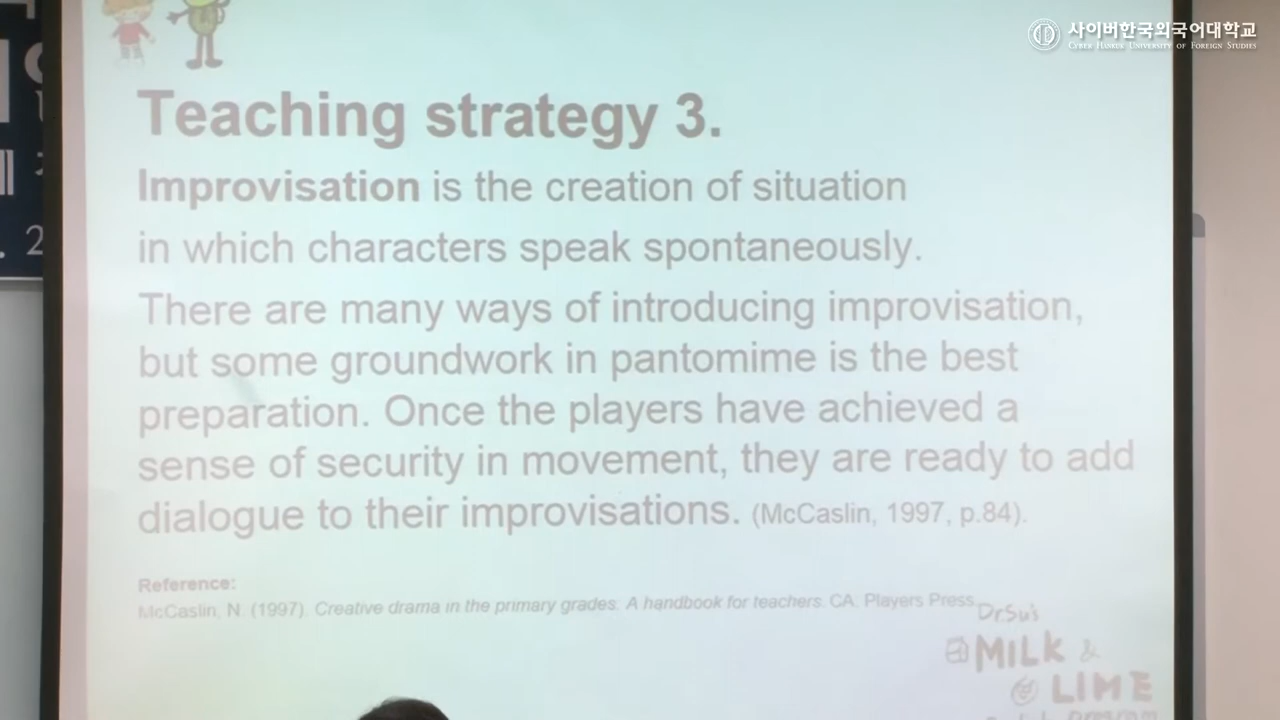 사이버한국외국어대학교
CYBER HANKUK UNIVERSITY OF FOREIGN STUDIES
Teaching strategy 3.
Improvisation is the creation of situation
in which characters speak spontaneously.
There are many ways of introducing improvisation,
but some groundwork in pantomime is the best
preparation. Once the players have achieved a
sense of security in movement, they are ready to add
dialogue to their improvisations. (McCaslin, 1997, p.84).
Reference:
McCaslin, N. (1997). Creative drama in the primary grades: A handbook for teachers. CA. Players Press.
Dr.Su's
MILK &
LIME